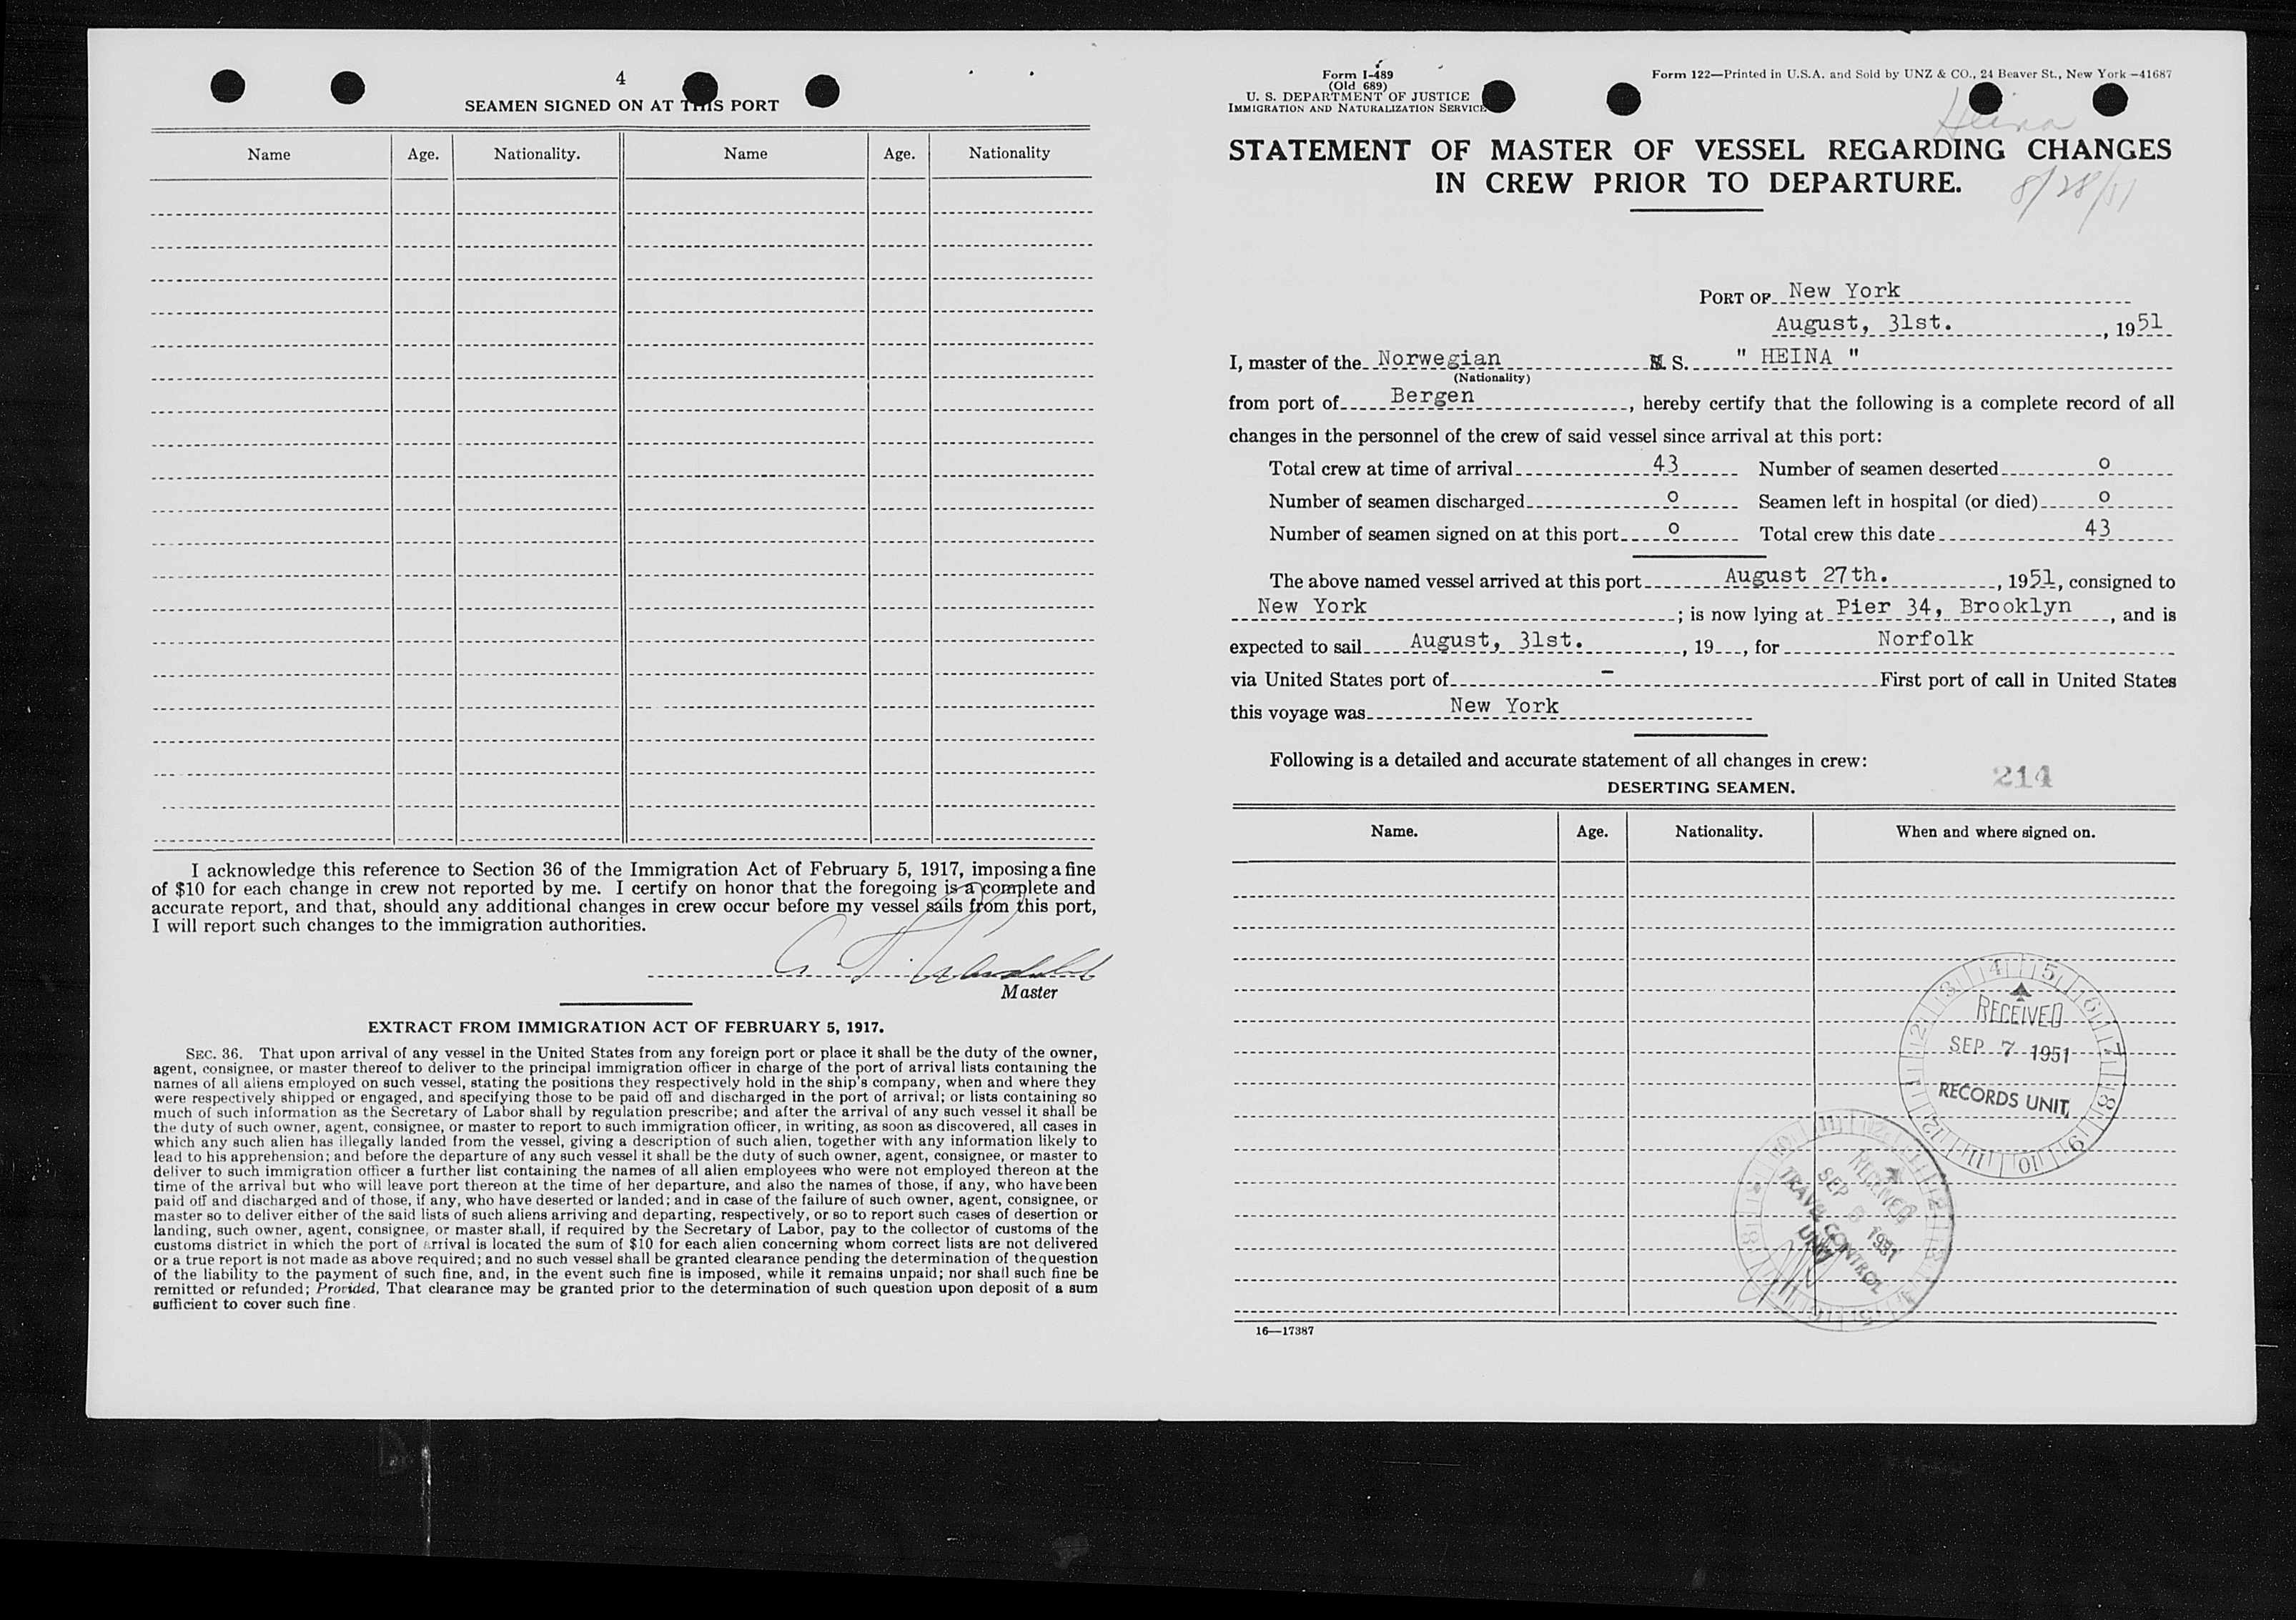 4
SEAMEN SIGNED ON AT THIS PORT
Name Age. Nationality. Name Age. Nationality
I acknowledge this reference to Section 36 of the Immigration Act of February 5, 1917, imposing a fine
of $10 for each change in crew not reported by me. I certify on honor that the foregoing is a complete and
accurate report, and that, should any additional changes in crew occur before my vessel sails from this port,
I will report such changes to the immigration authorities.
Master
EXTRACT FROM IMMIGRATION ACT OF FEBRUARY 5, 1917.
SEC. 36. That upon arrival of any vessel in the United States from any foreign port or place it shall be the duty of the owner,
agent, consignee, or master thereof to deliver to the principal immigration officer in charge of the port of arrival lists containing the
names of all aliens employed on such vessel, stating the positions they respectively hold in the ship's company, when and where they
were respectively shipped or engaged, and specifying those to be paid off and discharged in the port of arrival; or lists containing so
much of such information as the Secretary of Labor shall by regulation prescribe; and after the arrival of any such vessel it shall be
the duty of such owner, agent, consignee, or master to report to such immigration officer, in writing, as soon as discovered, all cases in
which any such alien has illegally landed from the vessel, giving a description of such alien, together with any information likely to
lead to his apprehension; and before the departure of any such vessel it shall be the duty of such owner, agent, consignee, or master to
deliver to such immigration officer a further list containing the names of all alien employees who were not employed thereon at the
time of the arrival but who will leave port thereon at the time of her departure, and also the names of those, if any, who have been
paid off and discharged and of those, if any, who have deserted or landed; and in case of the failure of such owner, agent, consignee, or
master so to deliver either of the said lists of such aliens arriving and departing, respectively, or so to report such cases of desertion or
landing, such owner, agent, consignee, or master shall, if required by the Secretary of Labor, pay to the collector of customs of the
customs district in which the port of arrival is located the sum of $10 for each alien concerning whom correct lists are not delivered
or a true report is not made as above required; and no such vessel shall be granted clearance pending the determination of the question
of the liability to the payment of such fine, and, in the event such fine is imposed, while it remains unpaid; nor shall such fine be
remitted or refunded; Provided, That clearance may be granted prior to the determination of such question upon deposit of a sum
sufficient to cover such fine.
Form I-489
(Old 689)
U. S. DEPARTMENT OF JUSTICE
IMMIGRATION AND NATURALIZATION SERVICE
Form 122—Printed in U.S.A. and Sold by UNZ & CO., 24 Beaver St., New York —41687
Heina
STATEMENT OF MASTER OF VESSEL REGARDING CHANGES
IN CREW PRIOR TO DEPARTURE.
8/28/51
PORT OF New York
August, 31st., 1951
I, master of the Norwegian M. S. " HEINA "
(Nationality)
from port of Bergen, hereby certify that the following is a complete record of all
changes in the personnel of the crew of said vessel since arrival at this port:
Total crew at time of arrival 43 Number of seamen deserted o
Number of seamen discharged o Seamen left in hospital (or died) o
Number of seamen signed on at this port o Total crew this date 43
The above named vessel arrived at this port August 27th., 1951, consigned to
New York; is now lying at Pier 34, Brooklyn, and is
expected to sail August, 31st., 19, for Norfolk
via United States port of - First port of call in United States
this voyage was New York
Following is a detailed and accurate statement of all changes in crew:
214
DESERTING SEAMEN.
Name. Age. Nationality. When and where signed on.
RECEIVED
SEP 7 1951
RECORDS UNIT
1 2 3 4 5 6 7 8 9 10 11 12
RECEIVED
SEP 1951
TRAVEL CONTROL
UNIT
16—17387